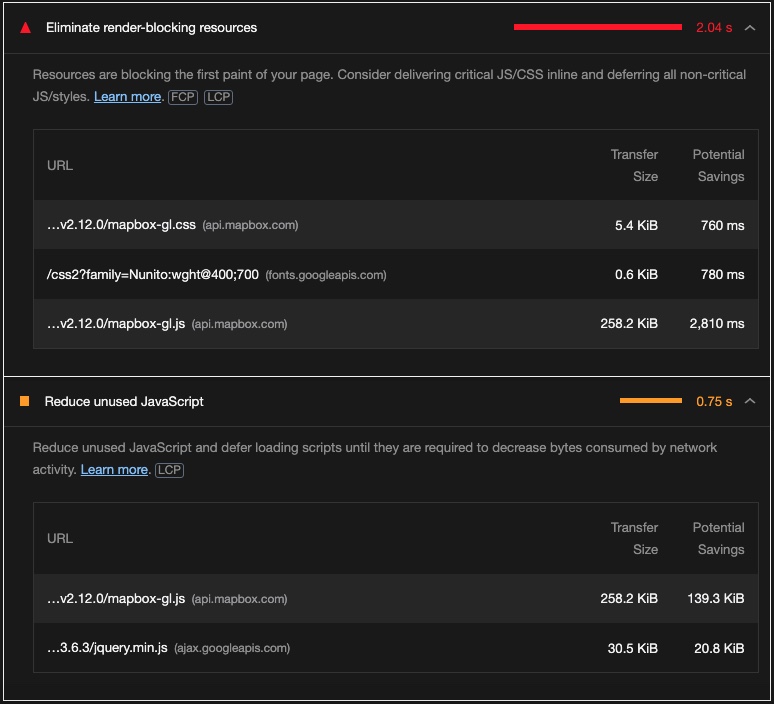 Eliminate render-blocking resources 2.04 s
Resources are blocking the first paint of your page. Consider delivering critical JS/CSS inline and deferring all non-critical
JS/styles. Learn more. FCP LCP
URL Transfer Size Potential Savings
…v2.12.0/mapbox-gl.css (api.mapbox.com) 5.4 KiB 760 ms
/css2?family=Nunito:wght@400;700 (fonts.googleapis.com) 0.6 KiB 780 ms
…v2.12.0/mapbox-gl.js (api.mapbox.com) 258.2 KiB 2,810 ms
Reduce unused JavaScript 0.75 s
Reduce unused JavaScript and defer loading scripts until they are required to decrease bytes consumed by network
activity. Learn more. LCP
URL Transfer Size Potential Savings
…v2.12.0/mapbox-gl.js (api.mapbox.com) 258.2 KiB 139.3 KiB
…3.6.3/jquery.min.js (ajax.googleapis.com) 30.5 KiB 20.8 KiB